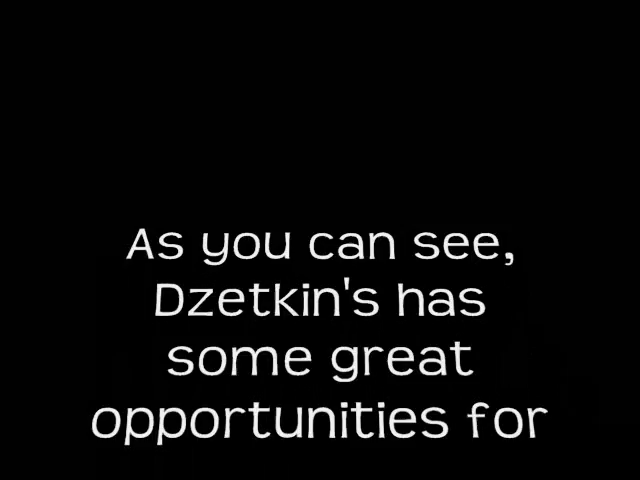 As you can see,
Dzetkin's has
some great
opportunities for